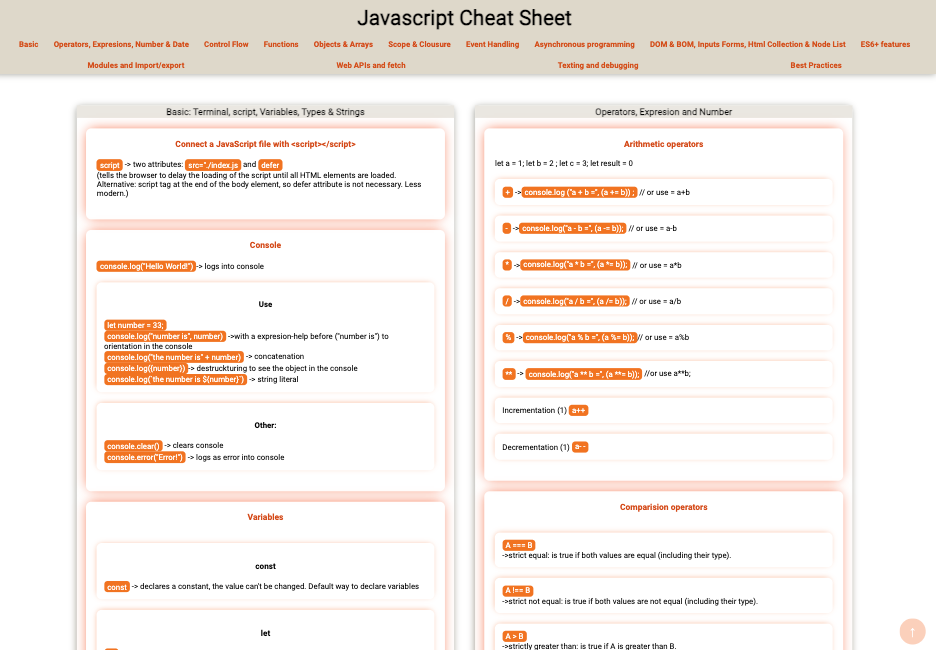 Javascript Cheat Sheet
Basic Operators, Expresions, Number & Date Control Flow Functions Objects & Arrays Scope & Clousure Event Handling Asynchronous programming DOM & BOM, Inputs Forms, Html Collection & Node List ES6+ features
Modules and Import/export Web APIs and fetch Texting and debugging Best Practices
Basic: Terminal, script, Variables, Types & Strings
Connect a JavaScript file with <script></script>
script -> two attributes: src="./index.js and defer
(tells the browser to delay the loading of the script until all HTML elements are loaded.
Alternative: script tag at the end of the body element, so defer attribute is not necessary. Less
modern.)
Console
console.log("Hello World!") -> logs into console
Use
let number = 33;
console.log("number is", number) ->with a expresion-help before ("number is") to
orientation in the console
console.log("the number is" + number) -> concatenation
console.log({number}) -> destruckturing to see the object in the console
console.log(`the number is ${number}`) -> string literal
Other:
console.clear() -> clears console
console.error("Error!") -> logs as error into console
Variables
const
const -> declares a constant, the value can't be changed. Default way to declare variables
let
Operators, Expresion and Number
Arithmetic operators
let a = 1; let b = 2 ; let c = 3; let result = 0
+ -> console.log ("a + b =", (a += b)) ; // or use = a+b
- -> console.log("a - b =", (a -= b)); // or use = a-b
* -> console.log("a * b =", (a *= b)); // or use = a*b
/ -> console.log("a / b =", (a /= b)); // or use = a/b
% -> console.log("a % b =", (a %= b)); // or use = a%b
** -> console.log("a ** b =", (a **= b)); //or use a**b;
Incrementation (1) a++
Decrementation (1) a- -
Comparision operators
A === B
->strict equal: is true if both values are equal (including their type).
A !== B
->strict not equal: is true if both values are not equal (including their type).
A > B
->strictly greater than: is true if A is greater than B.
↑